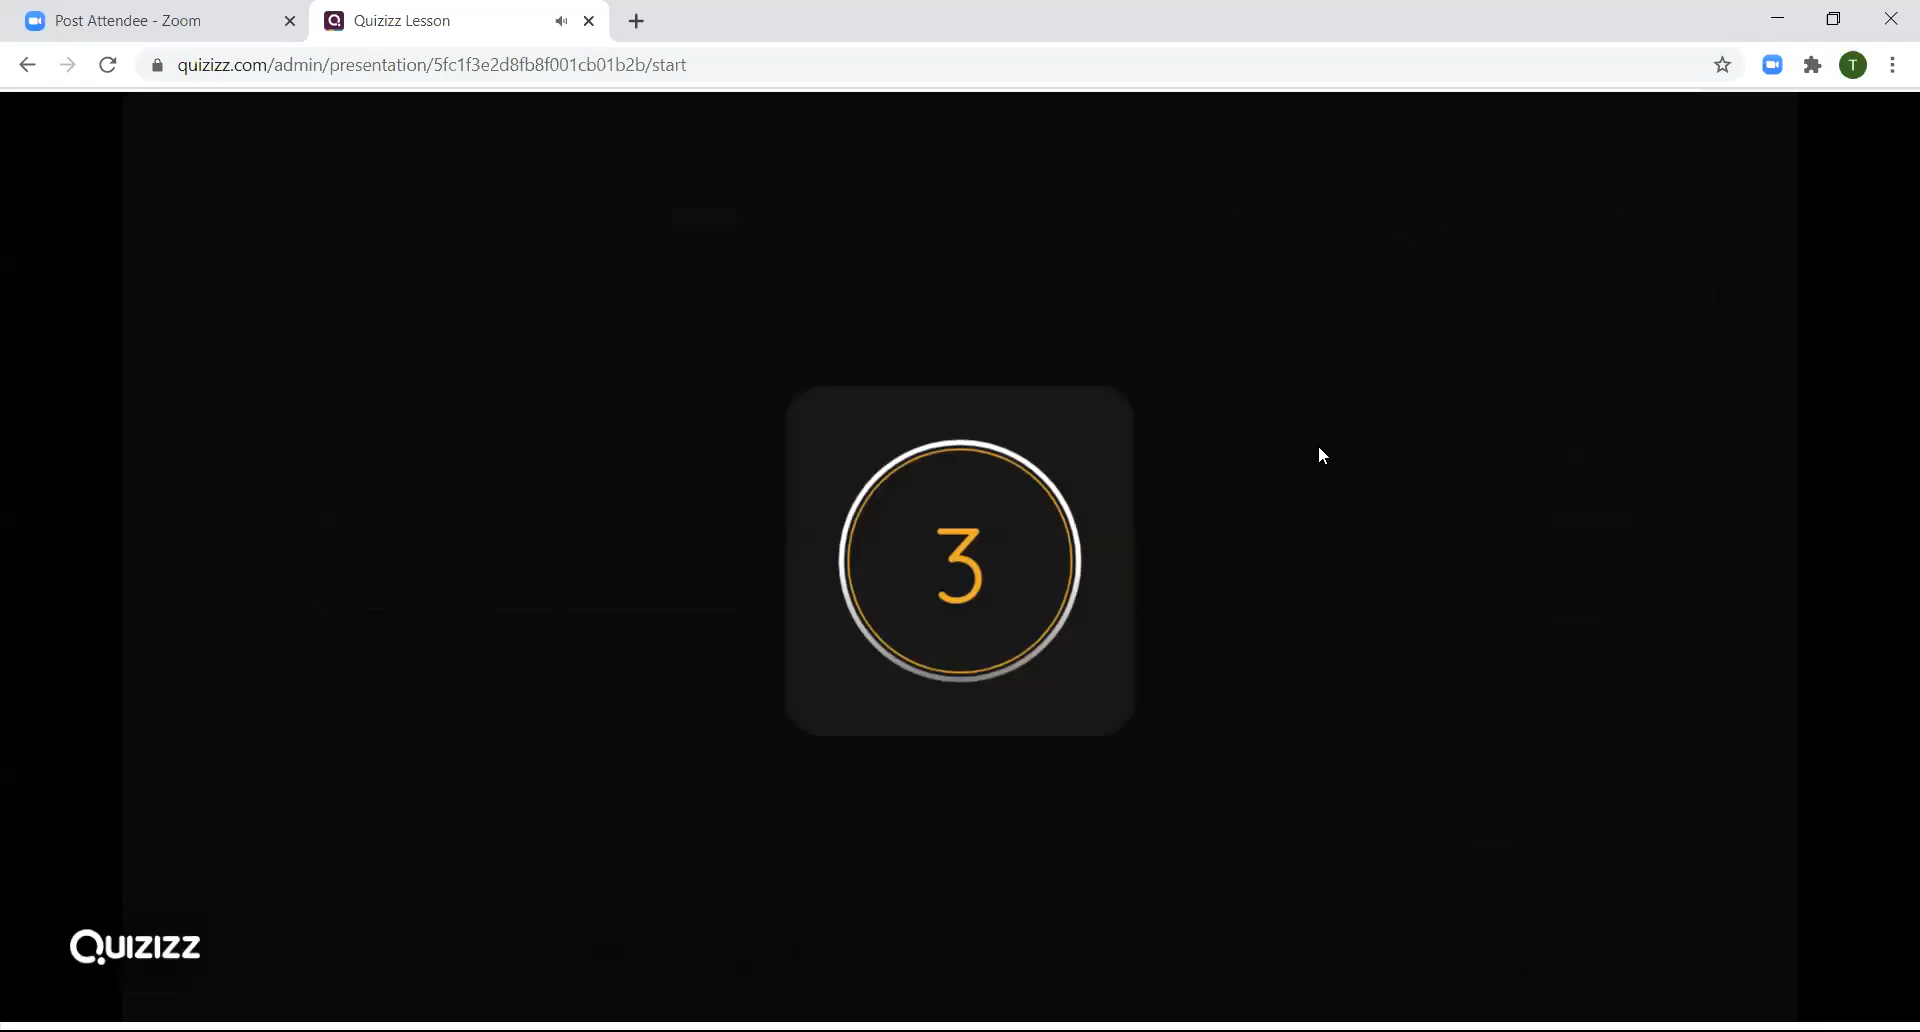 Post Attendee - Zoom
Quizizz Lesson
quizizz.com/admin/presentation/5fc1f3e2d8fb8f001cb01b2b/start
T
3
Quizizz